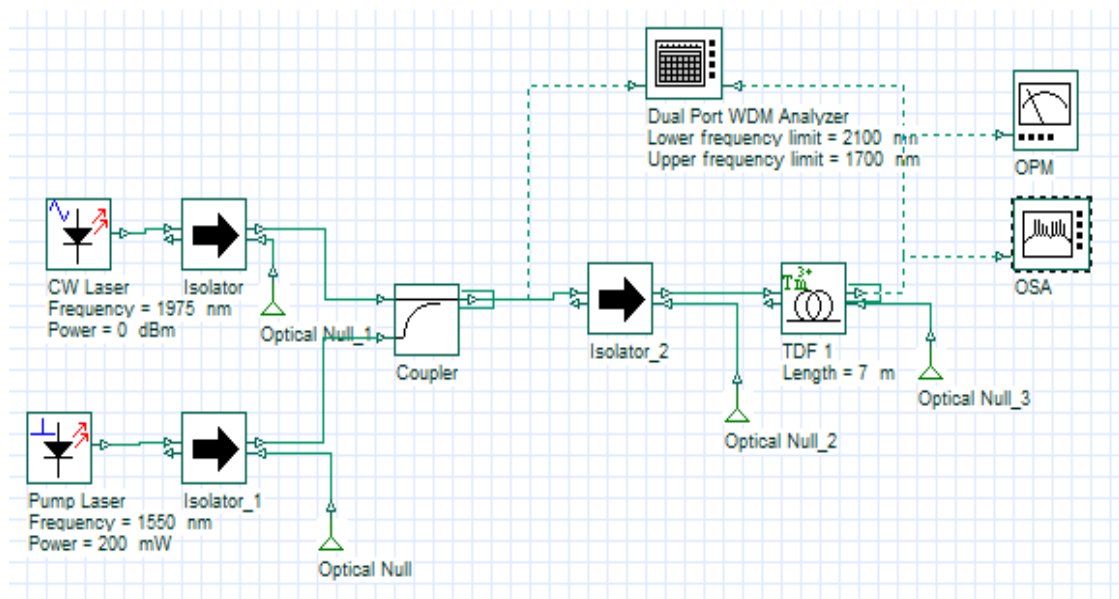 Dual Port WDM Analyzer
Lower frequency limit = 2100 nm
Upper frequency limit = 1700 nm
OPM
OSA
CW Laser
Frequency = 1975 nm
Power = 0 dBm
Isolator
Optical Null_1
Coupler
Isolator_2
Tm 3+
TDF 1
Length = 7 m
Optical Null_3
Optical Null_2
Pump Laser
Frequency = 1550 nm
Power = 200 mW
Isolator_1
Optical Null